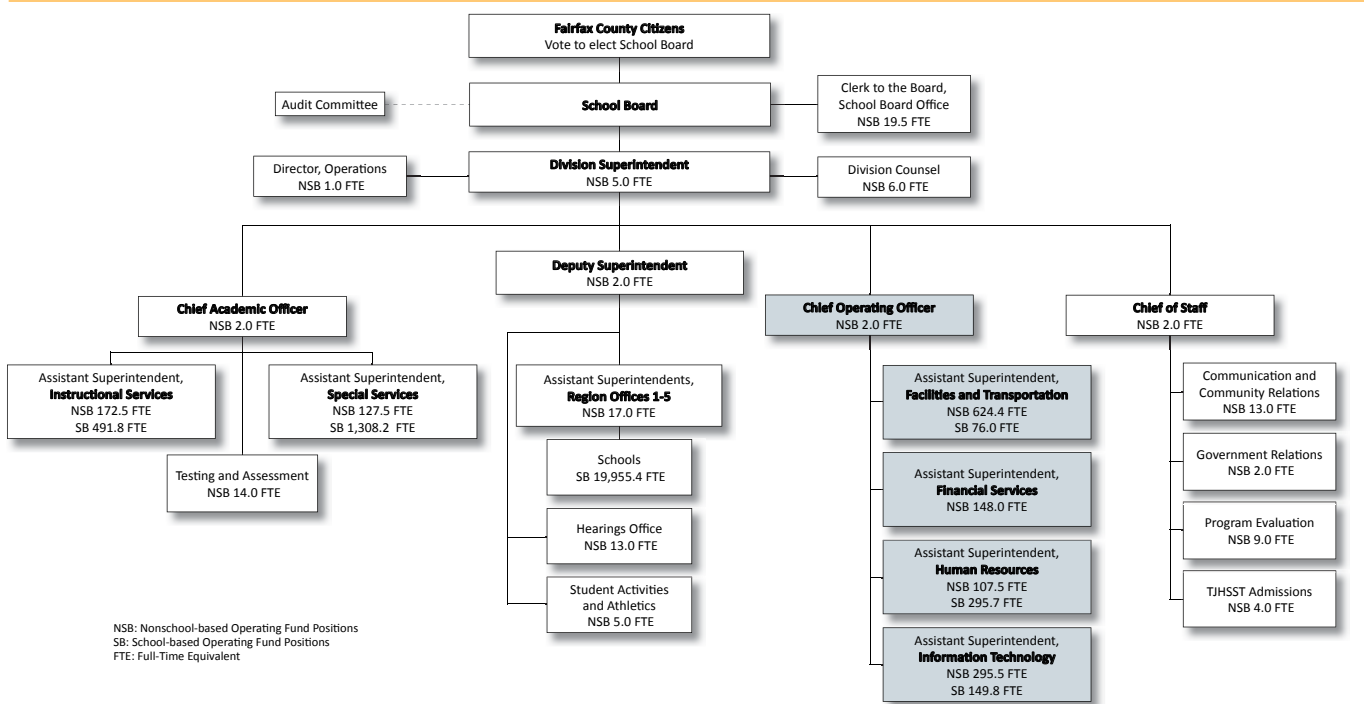 Fairfax County Citizens
Vote to elect School Board
Audit Committee
School Board
Clerk to the Board,
School Board Office
NSB 19.5 FTE
Director, Operations
NSB 1.0 FTE
Division Superintendent
NSB 5.0 FTE
Division Counsel
NSB 6.0 FTE
Deputy Superintendent
NSB 2.0 FTE
Chief Academic Officer
NSB 2.0 FTE
Chief Operating Officer
NSB 2.0 FTE
Chief of Staff
NSB 2.0 FTE
Assistant Superintendent,
Instructional Services
NSB 172.5 FTE
SB 491.8 FTE
Assistant Superintendent,
Special Services
NSB 127.5 FTE
SB 1,308.2 FTE
Testing and Assessment
NSB 14.0 FTE
Assistant Superintendents,
Region Offices 1-5
NSB 17.0 FTE
Schools
SB 19,955.4 FTE
Hearings Office
NSB 13.0 FTE
Student Activities
and Athletics
NSB 5.0 FTE
Assistant Superintendent,
Facilities and Transportation
NSB 624.4 FTE
SB 76.0 FTE
Assistant Superintendent,
Financial Services
NSB 148.0 FTE
Assistant Superintendent,
Human Resources
NSB 107.5 FTE
SB 295.7 FTE
Assistant Superintendent,
Information Technology
NSB 295.5 FTE
SB 149.8 FTE
Communication and
Community Relations
NSB 13.0 FTE
Government Relations
NSB 2.0 FTE
Program Evaluation
NSB 9.0 FTE
TJHSST Admissions
NSB 4.0 FTE
NSB: Nonschool-based Operating Fund Positions
SB: School-based Operating Fund Positions
FTE: Full-Time Equivalent